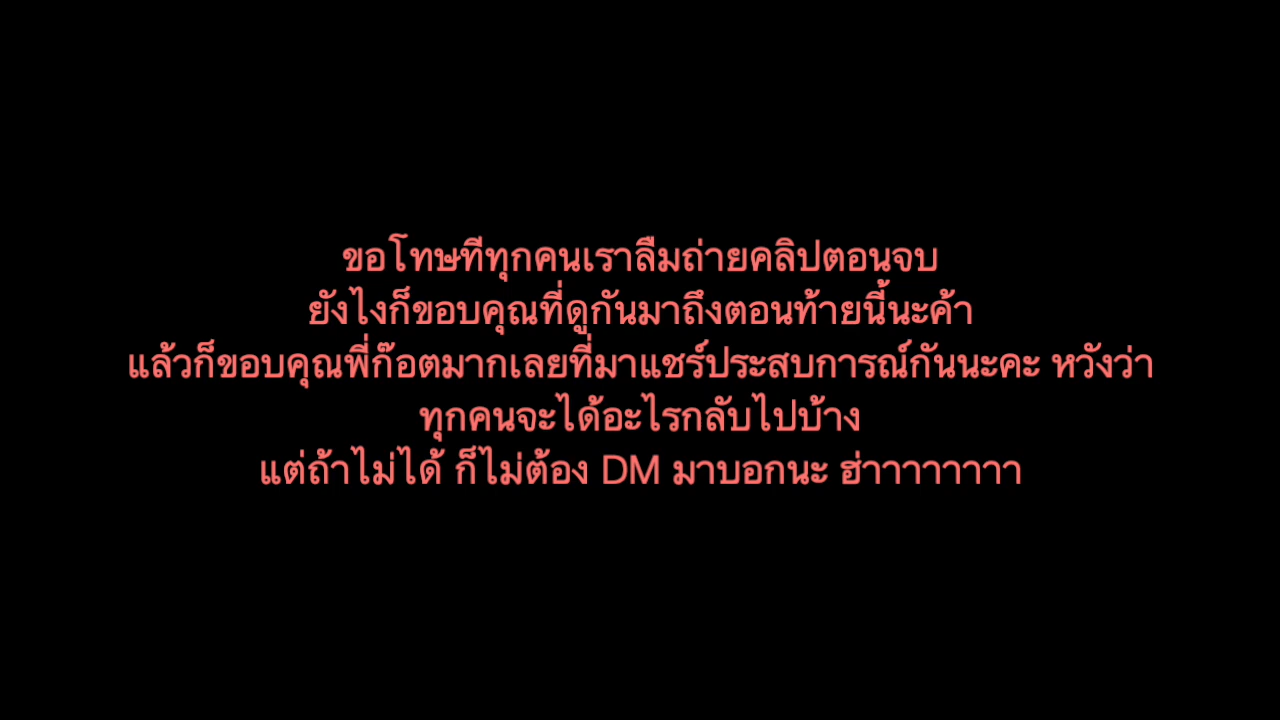 ขอโทษทีทุกคนเราลืมถ่ายคลิปตอนจบ
ยังไงก็ขอบคุณที่ดูกันมาถึงตอนท้ายนี้นะค้า
แล้วก็ขอบคุณพี่ก๊อตมากเลยที่มาแชร์ประสบการณ์กันนะคะ หวังว่า
ทุกคนจะได้อะไรกลับไปบ้าง
แต่ถ้าไม่ได้ ก็ไม่ต้อง DM มาบอกนะ ฮ่าาาาาาาา